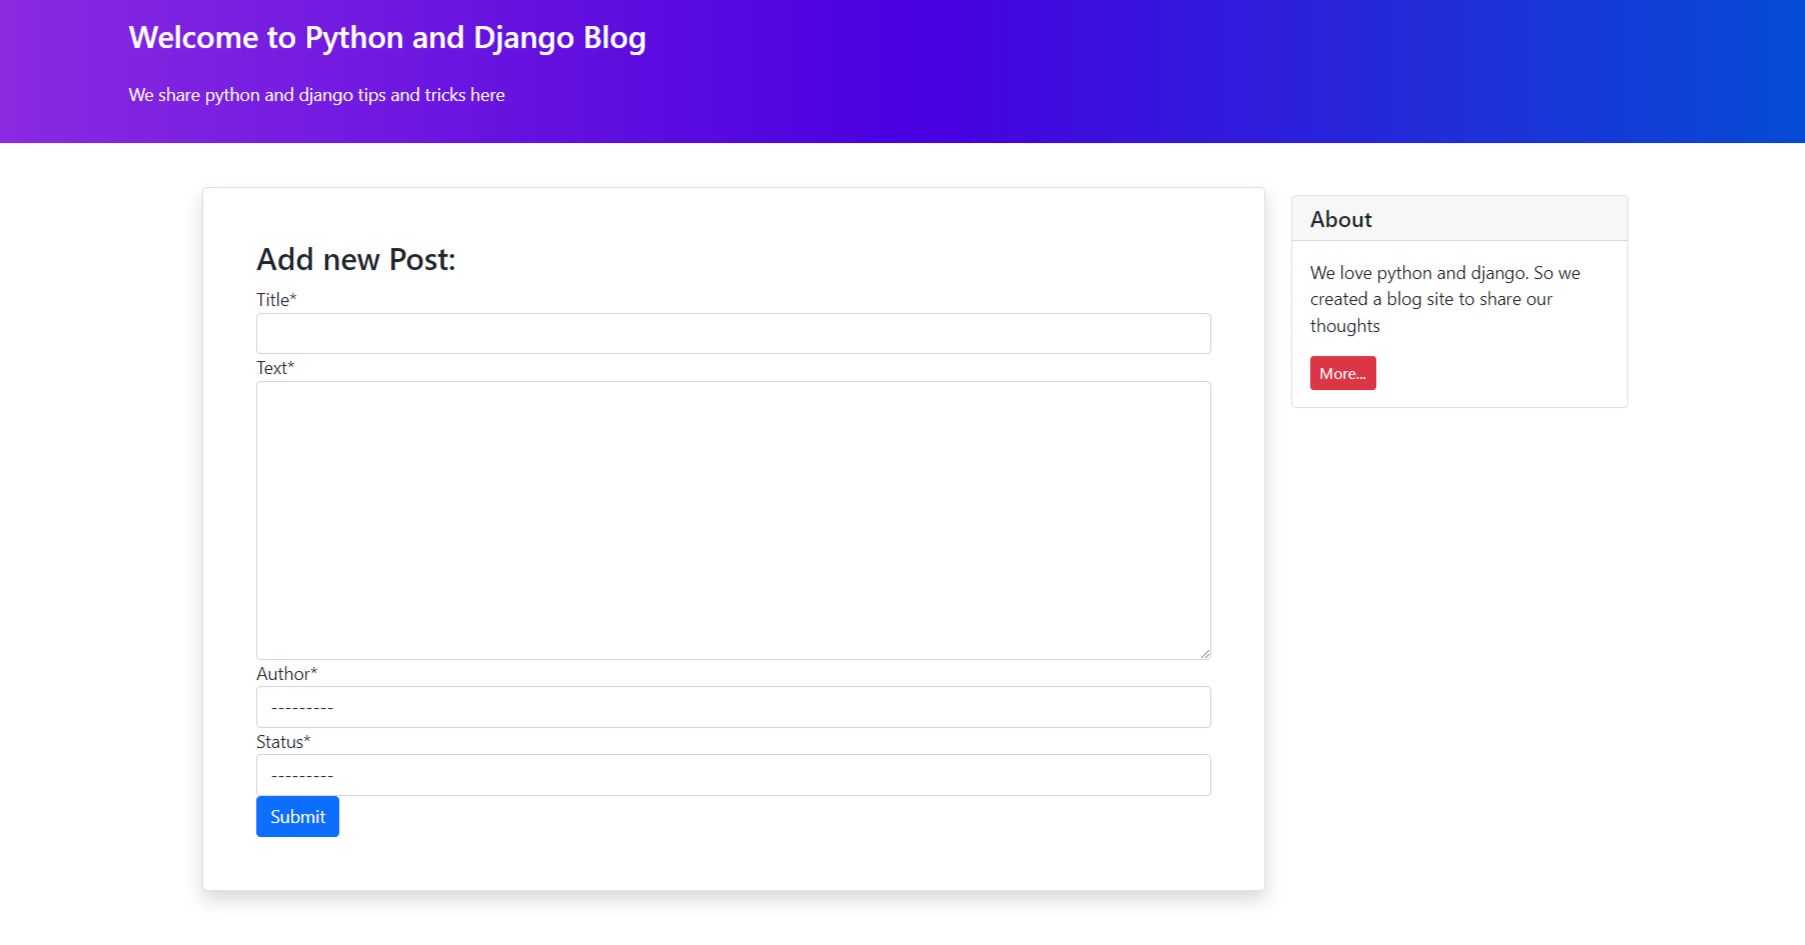 Welcome to Python and Django Blog
We share python and django tips and tricks here
Add new Post:
Title*
Text*
Author*
---------
Status*
---------
Submit
About
We love python and django. So we
created a blog site to share our
thoughts
More...